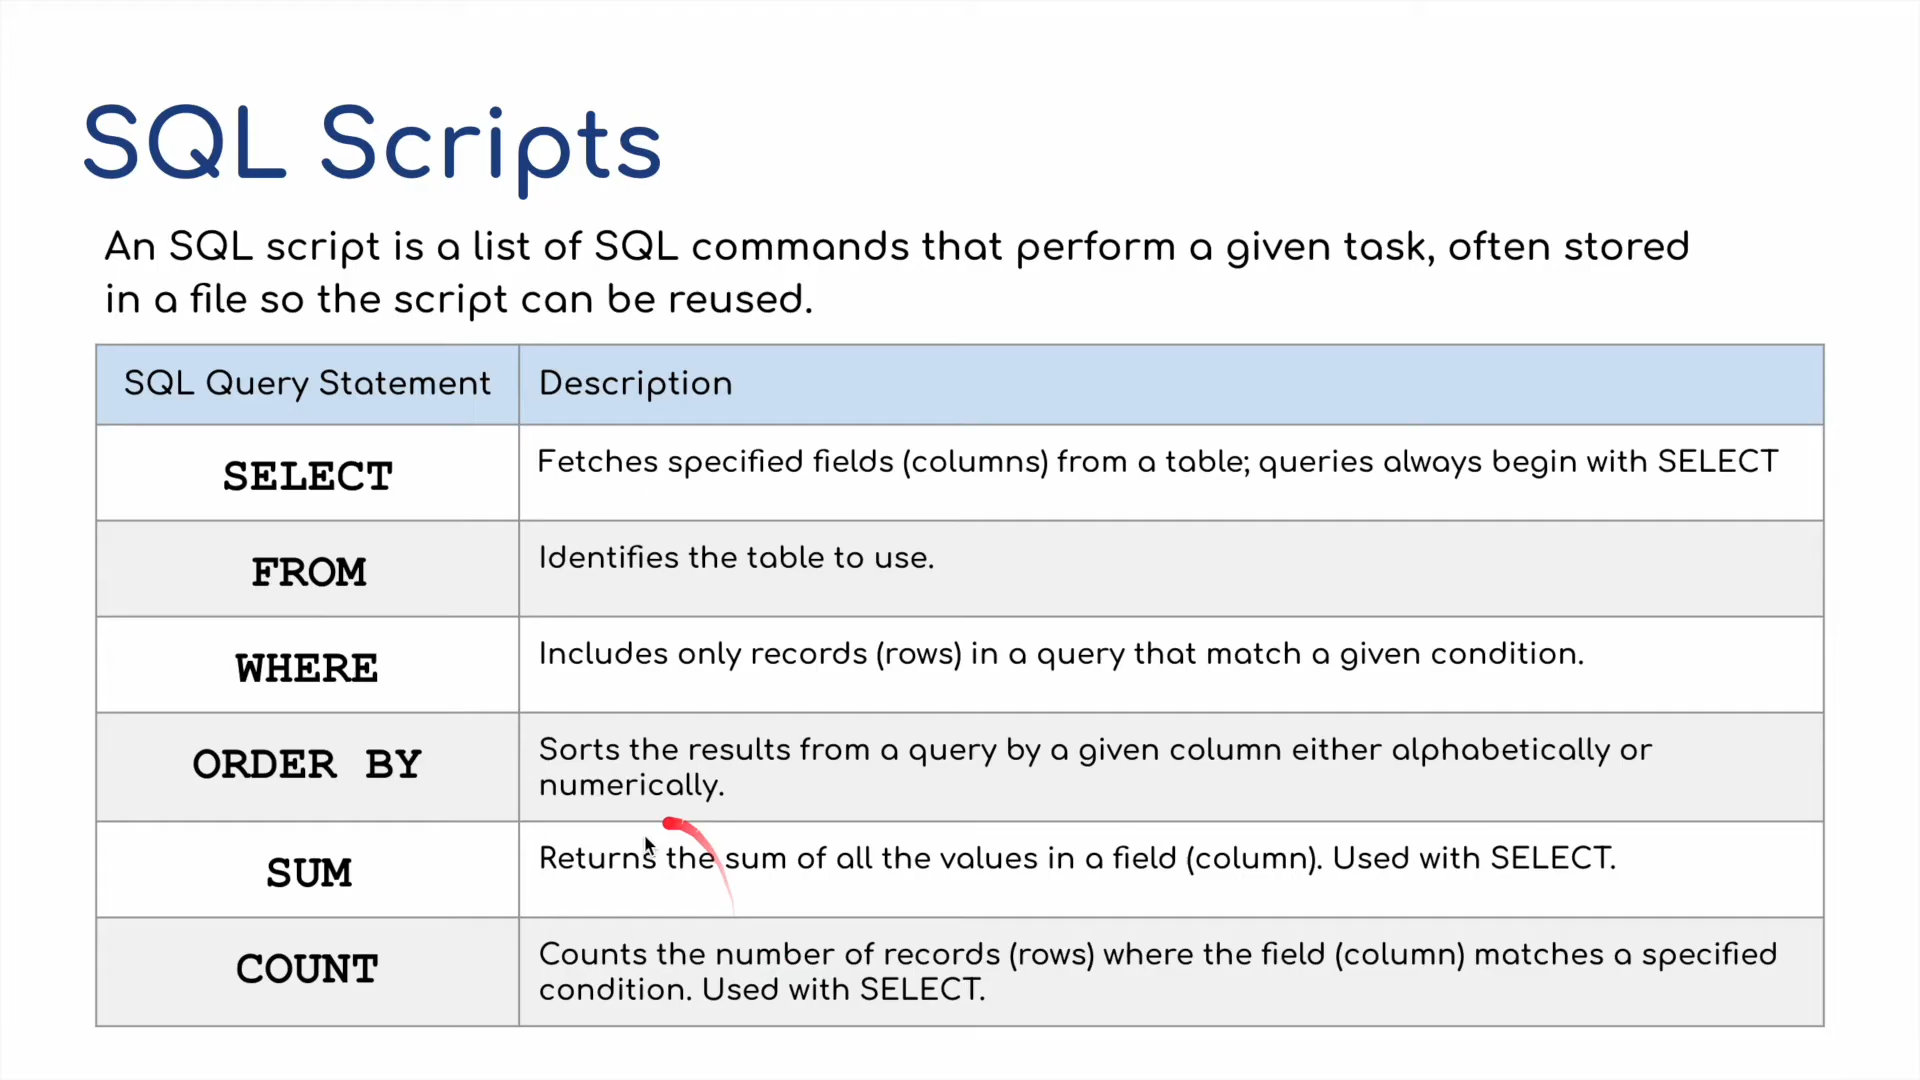 SQL Scripts
An SQL script is a list of SQL commands that perform a given task, often stored
in a file so the script can be reused.
SQL Query Statement
Description
SELECT
Fetches specified fields (columns) from a table; queries always begin with SELECT
FROM
Identifies the table to use.
WHERE
Includes only records (rows) in a query that match a given condition.
ORDER BY
Sorts the results from a query by a given column either alphabetically or
numerically.
SUM
Returns the sum of all the values in a field (column). Used with SELECT.
COUNT
Counts the number of records (rows) where the field (column) matches a specified
condition. Used with SELECT.